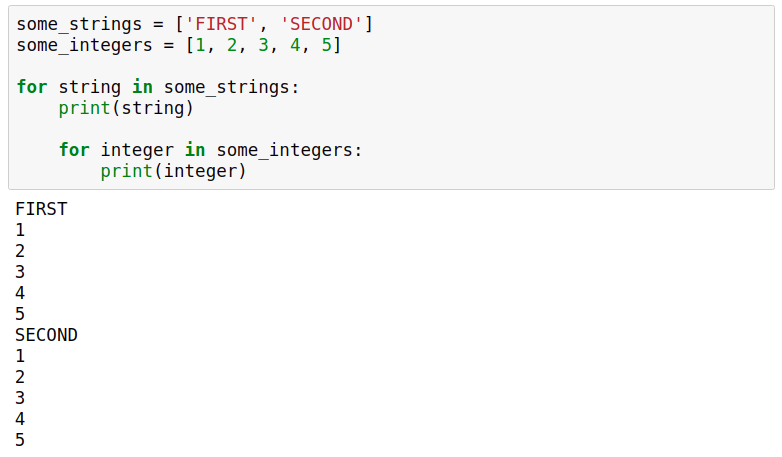 some_strings = ['FIRST', 'SECOND']
some_integers = [1, 2, 3, 4, 5]
for string in some_strings:
    print(string)
    for integer in some_integers:
        print(integer)
FIRST
1
2
3
4
5
SECOND
1
2
3
4
5